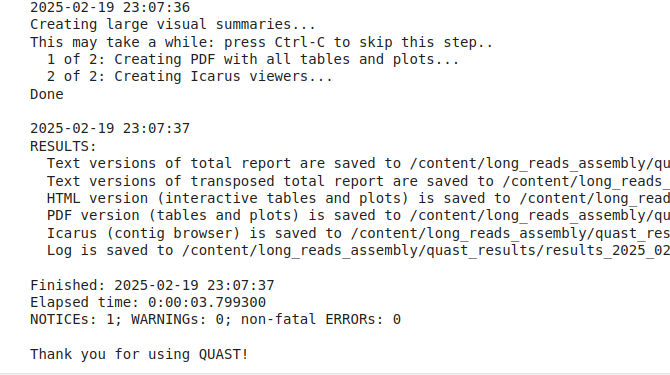 2025-02-19 23:07:36
Creating large visual summaries...
This may take a while: press Ctrl-C to skip this step..
  1 of 2: Creating PDF with all tables and plots...
  2 of 2: Creating Icarus viewers...
Done

2025-02-19 23:07:37
RESULTS:
  Text versions of total report are saved to /content/long_reads_assembly/qu
  Text versions of transposed total report are saved to /content/long_reads_
  HTML version (interactive tables and plots) is saved to /content/long_read
  PDF version (tables and plots) is saved to /content/long_reads_assembly/qu
  Icarus (contig browser) is saved to /content/long_reads_assembly/quast_res
  Log is saved to /content/long_reads_assembly/quast_results/results_2025_02

Finished: 2025-02-19 23:07:37
Elapsed time: 0:00:03.799300
NOTICEs: 1; WARNINGs: 0; non-fatal ERRORs: 0

Thank you for using QUAST!